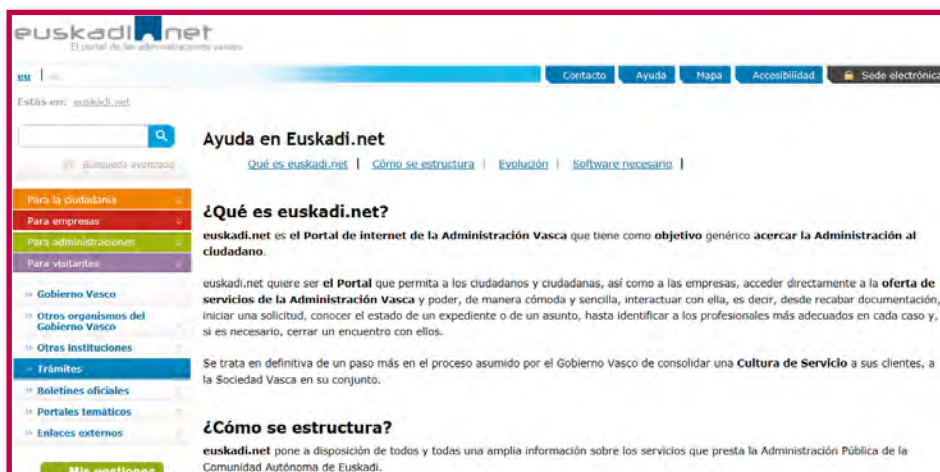 euskadi.net
El portal de las administraciones vascas
eu
Contacto
Ayuda
Mapa
Accesibilidad
Sede electrónica
Estás en: euskadi.net
Búsqueda avanzada
Para la ciudadanía
Para empresas
Para administraciones
Para visitantes
Gobierno Vasco
Otros organismos del
Gobierno Vasco
Otras instituciones
Trámites
Boletines oficiales
Portales temáticos
Enlaces externos
Mis gestiones
Ayuda en Euskadi.net
Qué es euskadi.net | Cómo se estructura | Evolución | Software necesario |
¿Qué es euskadi.net?
euskadi.net es el Portal de internet de la Administración Vasca que tiene como objetivo genérico acercar la Administración al
ciudadano.
euskadi.net quiere ser el Portal que permita a los ciudadanos y ciudadanas, así como a las empresas, acceder directamente a la oferta de
servicios de la Administración Vasca y poder, de manera cómoda y sencilla, interactuar con ella, es decir, desde recabar documentación,
iniciar una solicitud, conocer el estado de un expediente o de un asunto, hasta identificar a los profesionales más adecuados en cada caso y,
si es necesario, cerrar un encuentro con ellos.
Se trata en definitiva de un paso más en el proceso asumido por el Gobierno Vasco de consolidar una Cultura de Servicio a sus clientes, a
la Sociedad Vasca en su conjunto.
¿Cómo se estructura?
euskadi.net pone a disposición de todos y todas una amplia información sobre los servicios que presta la Administración Pública de la
Comunidad Autónoma de Euskadi.